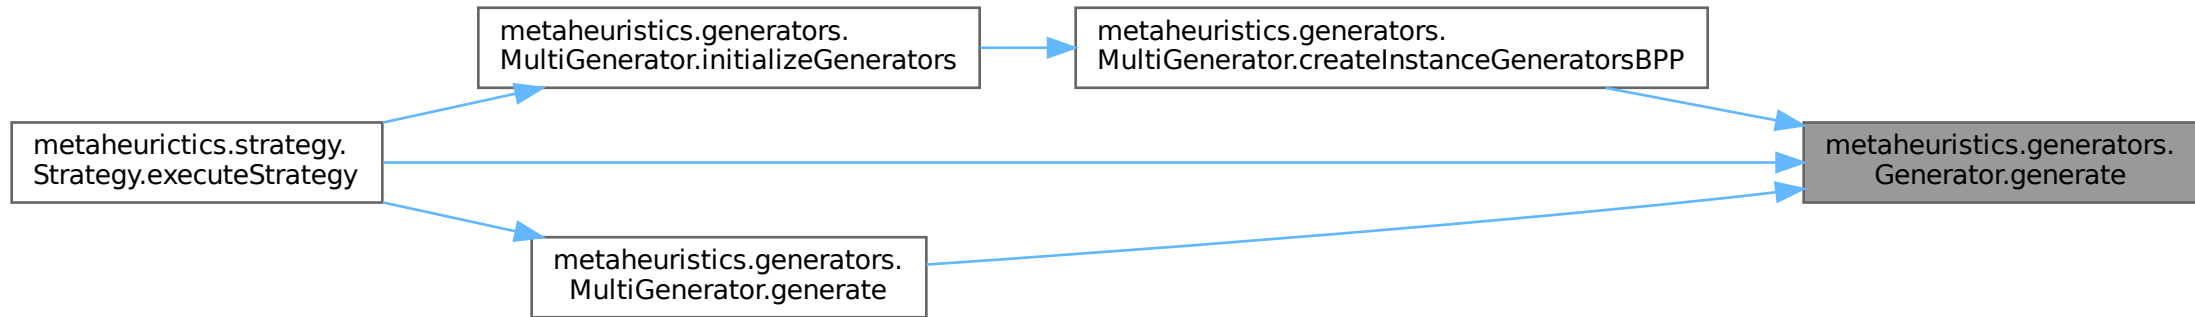 metaheuristics.generators.
MultiGenerator.initializeGenerators
metaheuristics.generators.
MultiGenerator.createInstanceGeneratorsBPP
metaheurictics.strategy.
Strategy.executeStrategy
metaheuristics.generators.
Generator.generate
metaheuristics.generators.
MultiGenerator.generate